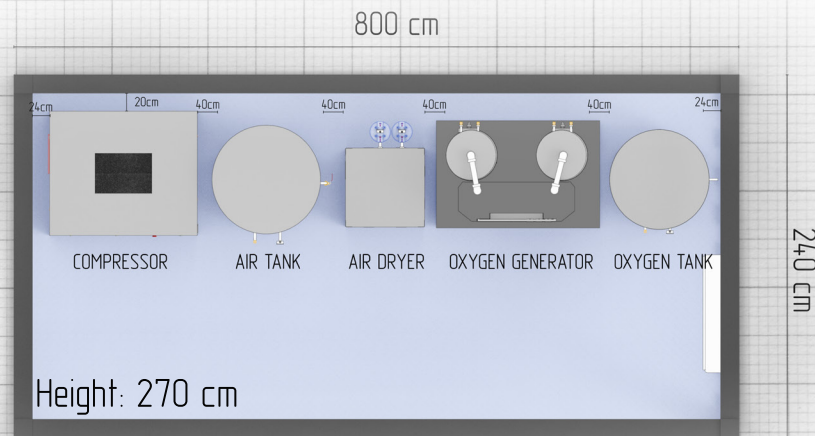 800 cm
24cm
20cm
40cm
40cm
40cm
40cm
24cm
COMPRESSOR
AIR TANK
AIR DRYER
OXYGEN GENERATOR
OXYGEN TANK
240 cm
Height: 270 cm